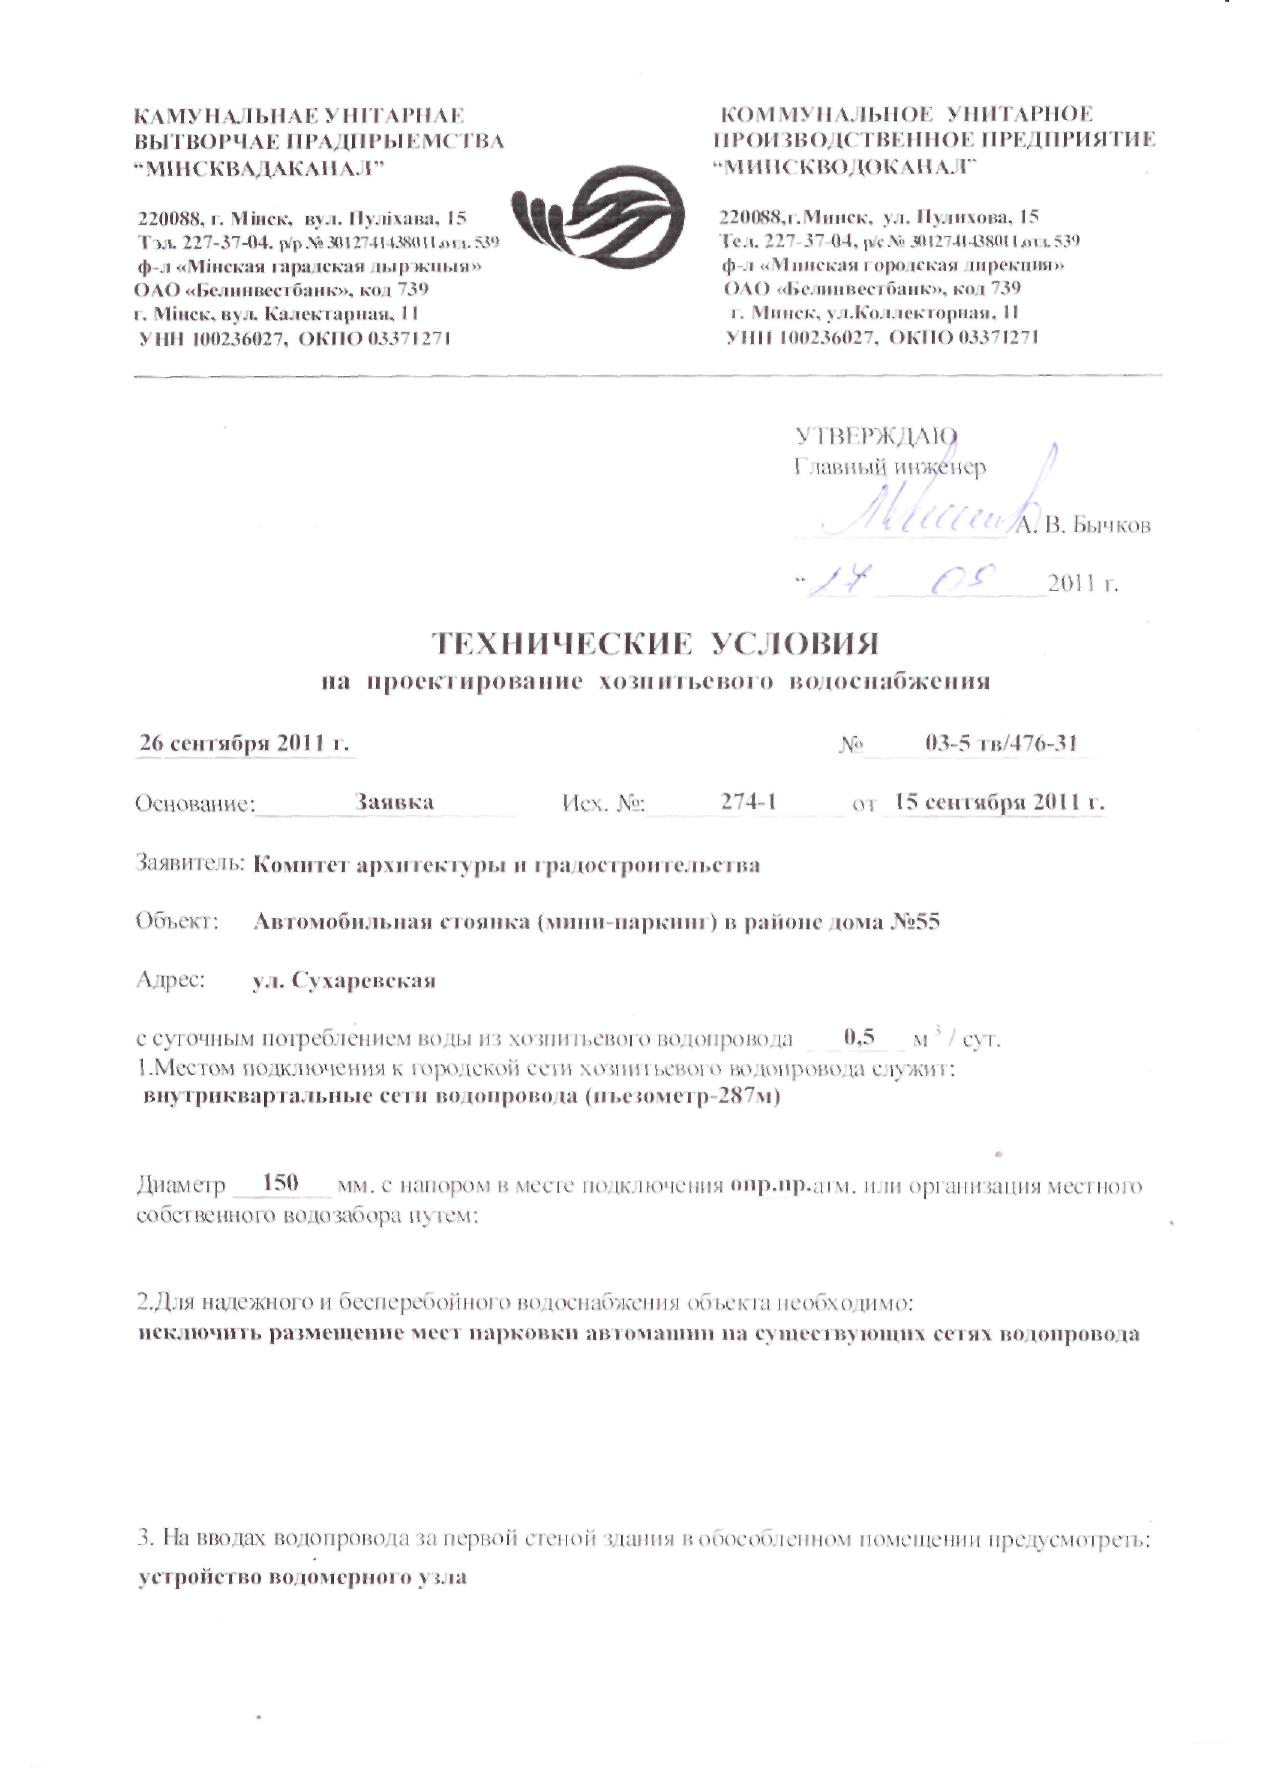 КАМУНАЛЬНАЕ УНІТАРНАЕ
ВЫТВОРЧАЕ ПРАДПРЫЕМСТВА
“МІНСКВАДАКАНАЛ”
220088, г. Мінск, вул. Пуліхава, 15
Тэл. 227-37-04, р/р № 3012741438011,отд. 539
ф-л «Мінская гарадская дырэкцыя»
ОАО «Белинвестбанк», код 739
г. Мінск, вул. Калектарная, 11
УНН 100236027, ОКПО 03371271
КОММУНАЛЬНОЕ УНИТАРНОЕ
ПРОИЗВОДСТВЕННОЕ ПРЕДПРИЯТИЕ
“МИНСКВОДОКАНАЛ”
220088,г.Минск, ул. Пулихова, 15
Тел. 227-37-04, р/с № 3012741438011,отд. 539
ф-л «Минская городская дирекция»
ОАО «Белинвестбанк», код 739
г. Минск, ул.Коллекторная, 11
УНП 100236027, ОКПО 03371271
УТВЕРЖДАЮ
Главный инженер
А. В. Бычков
“ 27 09 2011 г.
ТЕХНИЧЕСКИЕ УСЛОВИЯ
на проектирование хозпитьевого водоснабжения
26 сентября 2011 г. № 03-5 тв/476-31
Основание: Заявка Исх. №: 274-1 от 15 сентября 2011 г.
Заявитель: Комитет архитектуры и градостроительства
Объект: Автомобильная стоянка (мини-паркинг) в районе дома №55
Адрес: ул. Сухаревская
с суточным потреблением воды из хозпитьевого водопровода 0,5 м³ / сут.
1.Местом подключения к городской сети хозпитьевого водопровода служит:
внутриквартальные сети водопровода (пьезометр-287м)
Диаметр 150 мм. с напором в месте подключения опр.пр.атм. или организация местного
собственного водозабора путем:
2.Для надежного и бесперебойного водоснабжения объекта необходимо:
исключить размещение мест парковки автомашин на существующих сетях водопровода
3. На вводах водопровода за первой стеной здания в обособленном помещении предусмотреть:
устройство водомерного узла